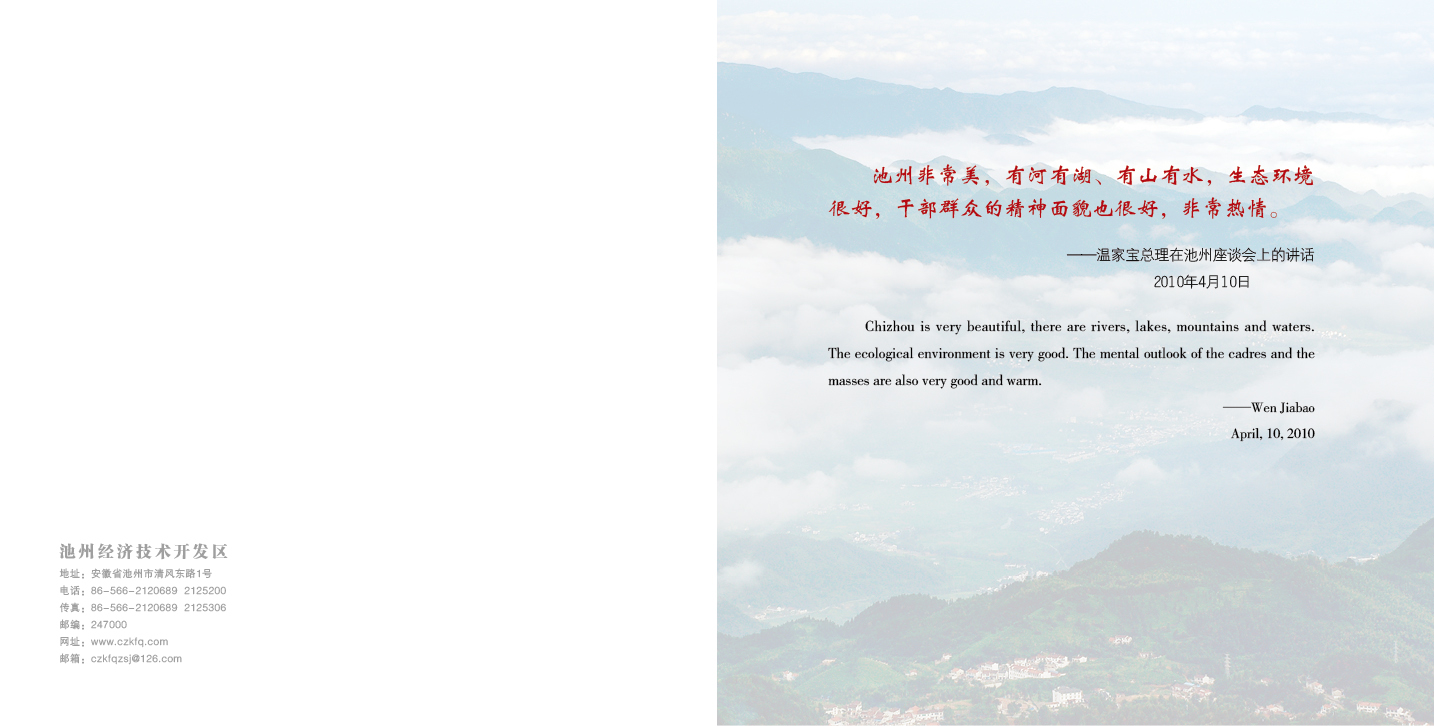 池州经济技术开发区
地址：安徽省池州市清风东路1号
电话：86-566-2120689 2125200
传真：86-566-2120689 2125306
邮编：247000
网址：www.czkfq.com
邮箱：czkfqzsj@126.com
池州非常美，有河有湖、有山有水，生态环境
很好，干部群众的精神面貌也很好，非常热情。
——温家宝总理在池州座谈会上的讲话
2010年4月10日
Chizhou is very beautiful, there are rivers, lakes, mountains and waters.
The ecological environment is very good. The mental outlook of the cadres and the
masses are also very good and warm.
——Wen Jiabao
April, 10, 2010